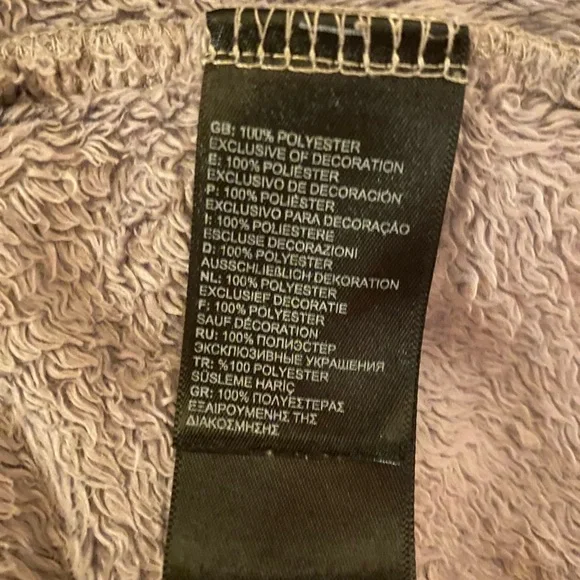 GB: 100% POLYESTER
EXCLUSIVE OF DECORATION
E: 100% POLIÉSTER
EXCLUSIVO DE DECORACIÓN
P: 100% POLIÉSTER
EXCLUSIVO PARA DECORAÇÃO
I: 100% POLIESTERE
ESCLUSE DECORAZIONI
D: 100% POLYESTER
AUSSCHLIEßLICH DEKORATION
NL: 100% POLYESTER
EXCLUSIEF DECORATIE
F: 100% POLYESTER
SAUF DÉCORATION
RU: 100% ПОЛИЭСТЕР
ЭКСКЛЮЗИВНЫЕ УКРАШЕНИЯ
TR: %100 POLYESTER
SÜSLEME HARİÇ
GR: 100% ΠΟΛΥΕΣΤΕΡΑΣ
ΕΞΑΙΡΟΥΜΕΝΗΣ ΤΗΣ
ΔΙΑΚΟΣΜΗΣΗΣ